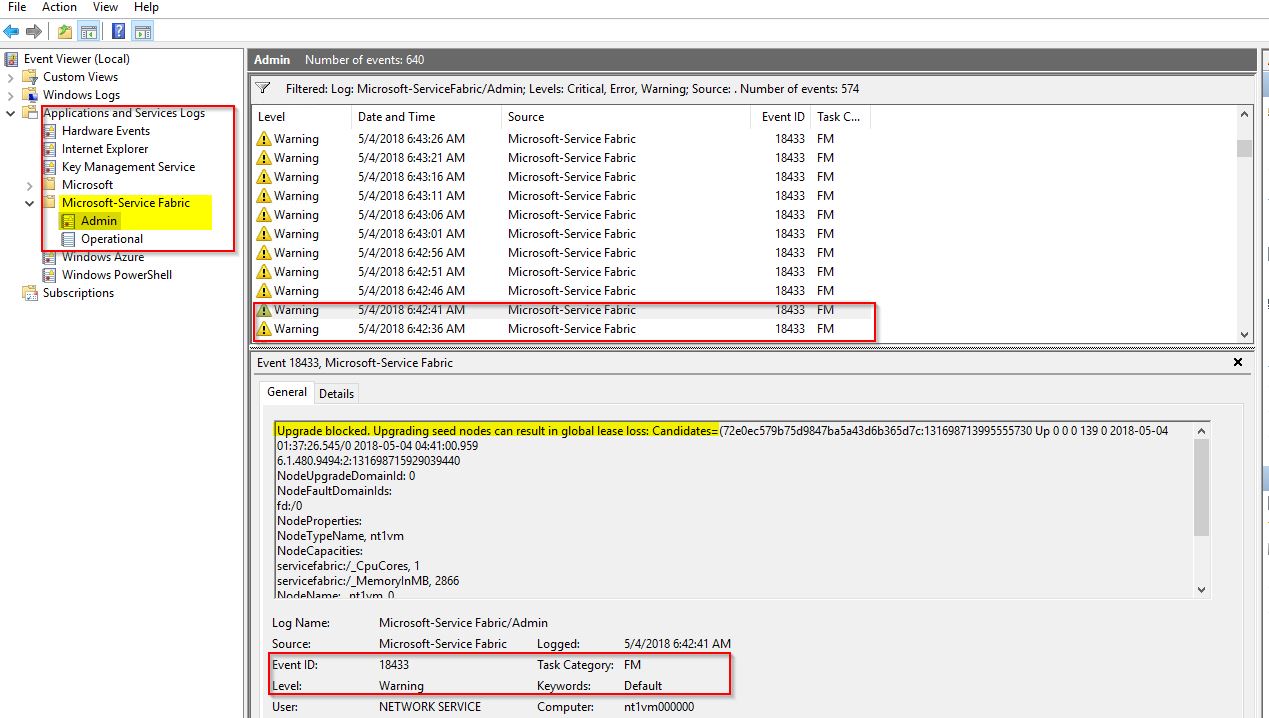 File Action View Help
Event Viewer (Local)
Custom Views
Windows Logs
Applications and Services Logs
Hardware Events
Internet Explorer
Key Management Service
Microsoft
Microsoft-Service Fabric
Admin
Operational
Windows Azure
Windows PowerShell
Subscriptions
Admin Number of events: 640
Filtered: Log: Microsoft-ServiceFabric/Admin; Levels: Critical, Error, Warning; Source: . Number of events: 574
Level Date and Time Source Event ID Task C...
Warning 5/4/2018 6:43:26 AM Microsoft-Service Fabric 18433 FM
Warning 5/4/2018 6:43:21 AM Microsoft-Service Fabric 18433 FM
Warning 5/4/2018 6:43:16 AM Microsoft-Service Fabric 18433 FM
Warning 5/4/2018 6:43:11 AM Microsoft-Service Fabric 18433 FM
Warning 5/4/2018 6:43:06 AM Microsoft-Service Fabric 18433 FM
Warning 5/4/2018 6:43:01 AM Microsoft-Service Fabric 18433 FM
Warning 5/4/2018 6:42:56 AM Microsoft-Service Fabric 18433 FM
Warning 5/4/2018 6:42:51 AM Microsoft-Service Fabric 18433 FM
Warning 5/4/2018 6:42:46 AM Microsoft-Service Fabric 18433 FM
Warning 5/4/2018 6:42:41 AM Microsoft-Service Fabric 18433 FM
Warning 5/4/2018 6:42:36 AM Microsoft-Service Fabric 18433 FM
Event 18433, Microsoft-Service Fabric
General Details
Upgrade blocked. Upgrading seed nodes can result in global lease loss: Candidates=(72e0ec579b75d9847ba5a43d6b365d7c:131698713995555730 Up 0 0 0 139 0 2018-05-04
01:37:26.545/0 2018-05-04 04:41:00.959
6.1.480.9494:2:131698715929039440
NodeUpgradeDomainId: 0
NodeFaultDomainIds:
fd:/0
NodeProperties:
NodeTypeName, nt1vm
NodeCapacities:
servicefabric:/_CpuCores, 1
servicefabric:/_MemoryInMB, 2866
NodeName: _nt1vm_0
Log Name: Microsoft-Service Fabric/Admin
Source: Microsoft-Service Fabric Logged: 5/4/2018 6:42:41 AM
Event ID: 18433 Task Category: FM
Level: Warning Keywords: Default
User: NETWORK SERVICE Computer: nt1vm000000